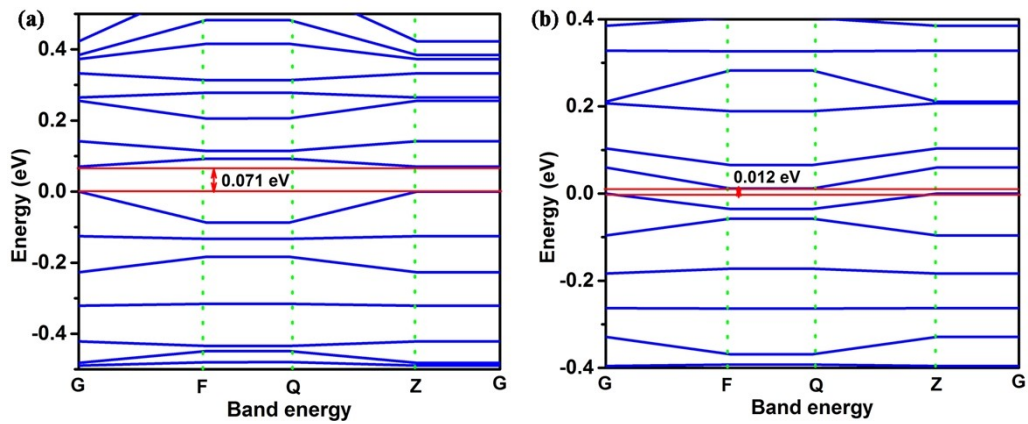 (a)
0.4
0.2
0.0
-0.2
-0.4
Energy (eV)
0.071 eV
G F Q Z G
Band energy
(b)
0.4
0.2
0.0
-0.2
-0.4
Energy (eV)
0.012 eV
G F Q Z G
Band energy